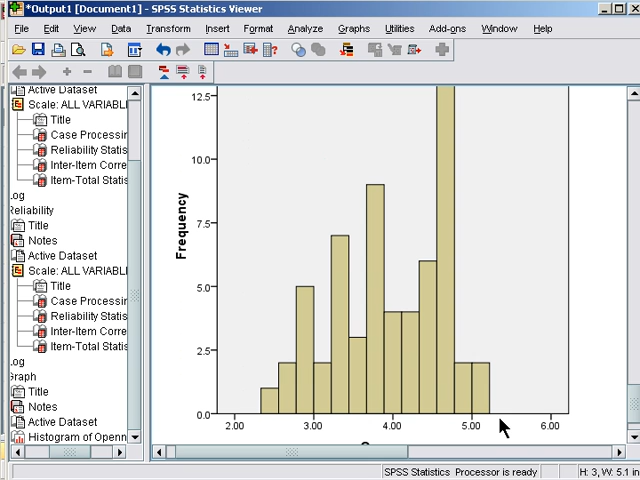 *Output1 [Document1] - SPSS Statistics Viewer
File Edit View Data Transform Insert Format Analyze Graphs Utilities Add-ons Window Help
Active Dataset
Scale: ALL VARIABL
Title
Case Processir
Reliability Statis
Inter-Item Corre
Item-Total Statis
Log
Reliability
Title
Notes
Active Dataset
Scale: ALL VARIABL
Title
Case Processir
Reliability Statis
Inter-Item Corre
Item-Total Statis
Log
Graph
Title
Notes
Active Dataset
Histogram of Openn
Frequency
12.5
10.0
7.5
5.0
2.5
0.0
2.00 3.00 4.00 5.00 6.00
SPSS Statistics Processor is ready
H: 3, W: 5.1 in